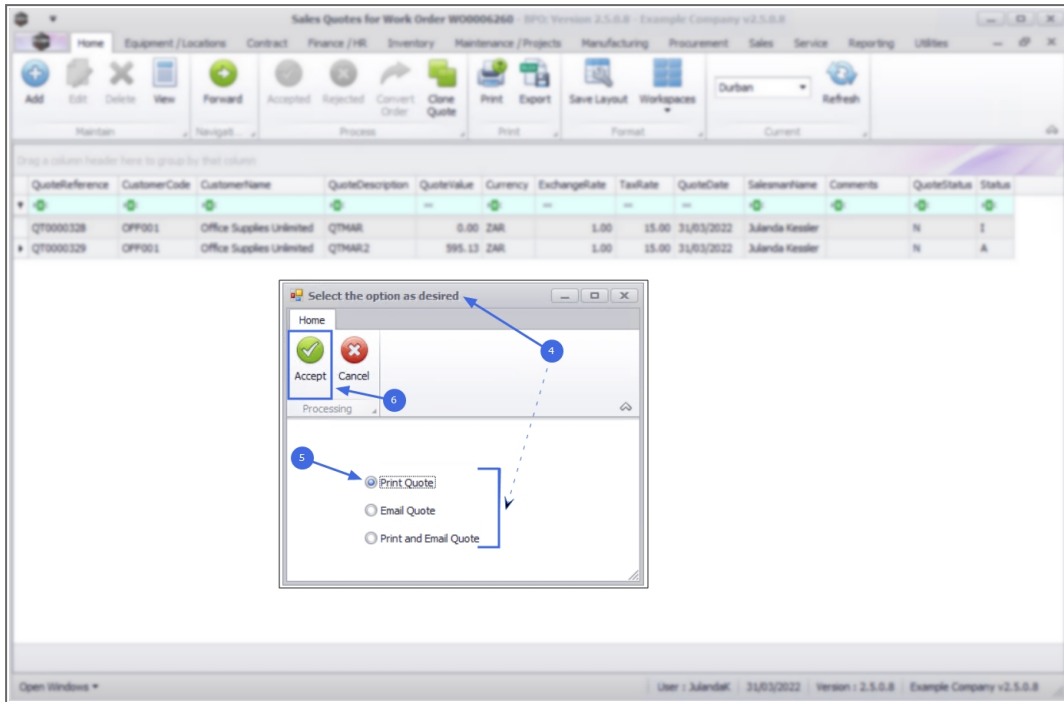 Sales Quotes for Work Order WO0006260 - BPO: Version 2.5.0.8 - Example Company v2.5.0.8
Home Equipment / Locations Contract Finance / HR Inventory Maintenance / Projects Manufacturing Procurement Sales Service Reporting Utilities
Add Edit Delete View Forward Accepted Rejected Convert Order Clone Quote Print Export Save Layout Workspaces Durban Refresh
Maintain Navigati... Process Print Format Current
Drag a column header here to group by that column
QuoteReference CustomerCode CustomerName QuoteDescription QuoteValue Currency ExchangeRate TaxRate QuoteDate SalesmanName Comments QuoteStatus Status
QT0000328 OFF001 Office Supplies Unlimited QTMAR 0.00 ZAR 1.00 15.00 31/03/2022 Julanda Kessler N I
QT0000329 OFF001 Office Supplies Unlimited QTMAR2 595.13 ZAR 1.00 15.00 31/03/2022 Julanda Kessler N A
Select the option as desired
Home
4
Accept Cancel
6
Processing
5
Print Quote
Email Quote
Print and Email Quote
Open Windows User : JulandaK 31/03/2022 Version : 2.5.0.8 Example Company v2.5.0.8